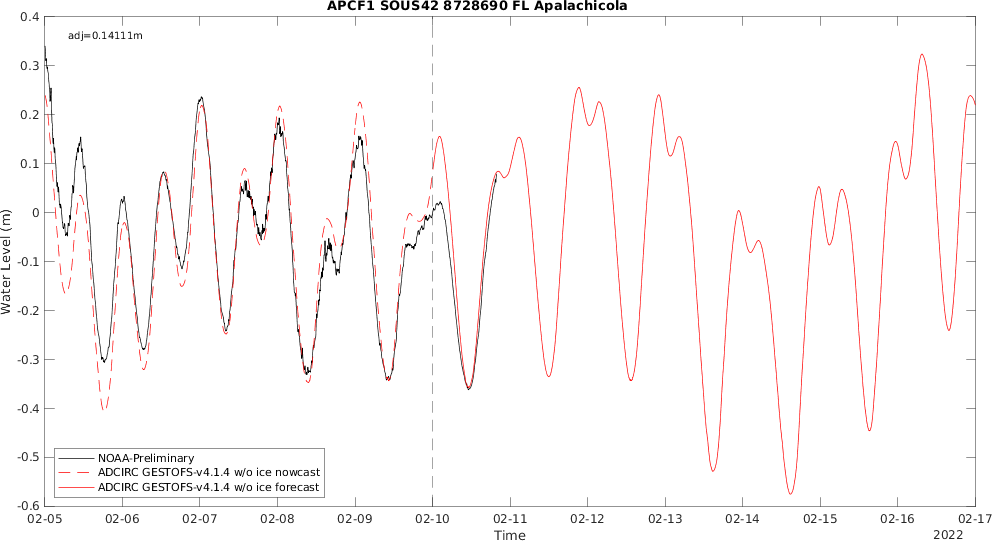 APCF1 SOUS42 8728690 FL Apalachicola
adj=0.14111m
0.4
0.3
0.2
0.1
0
-0.1
-0.2
-0.3
-0.4
-0.5
-0.6
Water Level (m)
NOAA-Preliminary
ADCIRC GESTOFS-v4.1.4 w/o ice nowcast
ADCIRC GESTOFS-v4.1.4 w/o ice forecast
02-05 02-06 02-07 02-08 02-09 02-10 02-11 02-12 02-13 02-14 02-15 02-16 02-17
Time
2022